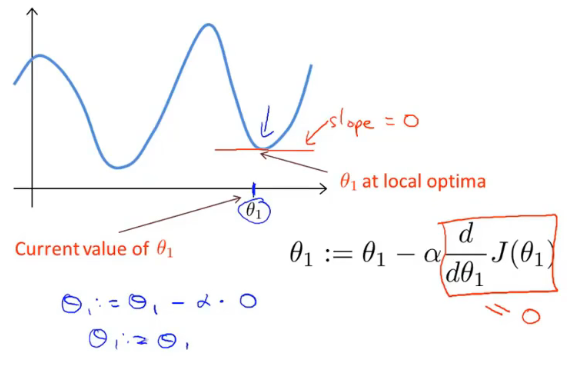 slope = 0
θ₁ at local optima
θ₁
Current value of θ₁
θ₁ := θ₁ − α d/dθ₁ J(θ₁)
= 0
θ₁ := θ₁ − α · 0
θ₁ := θ₁